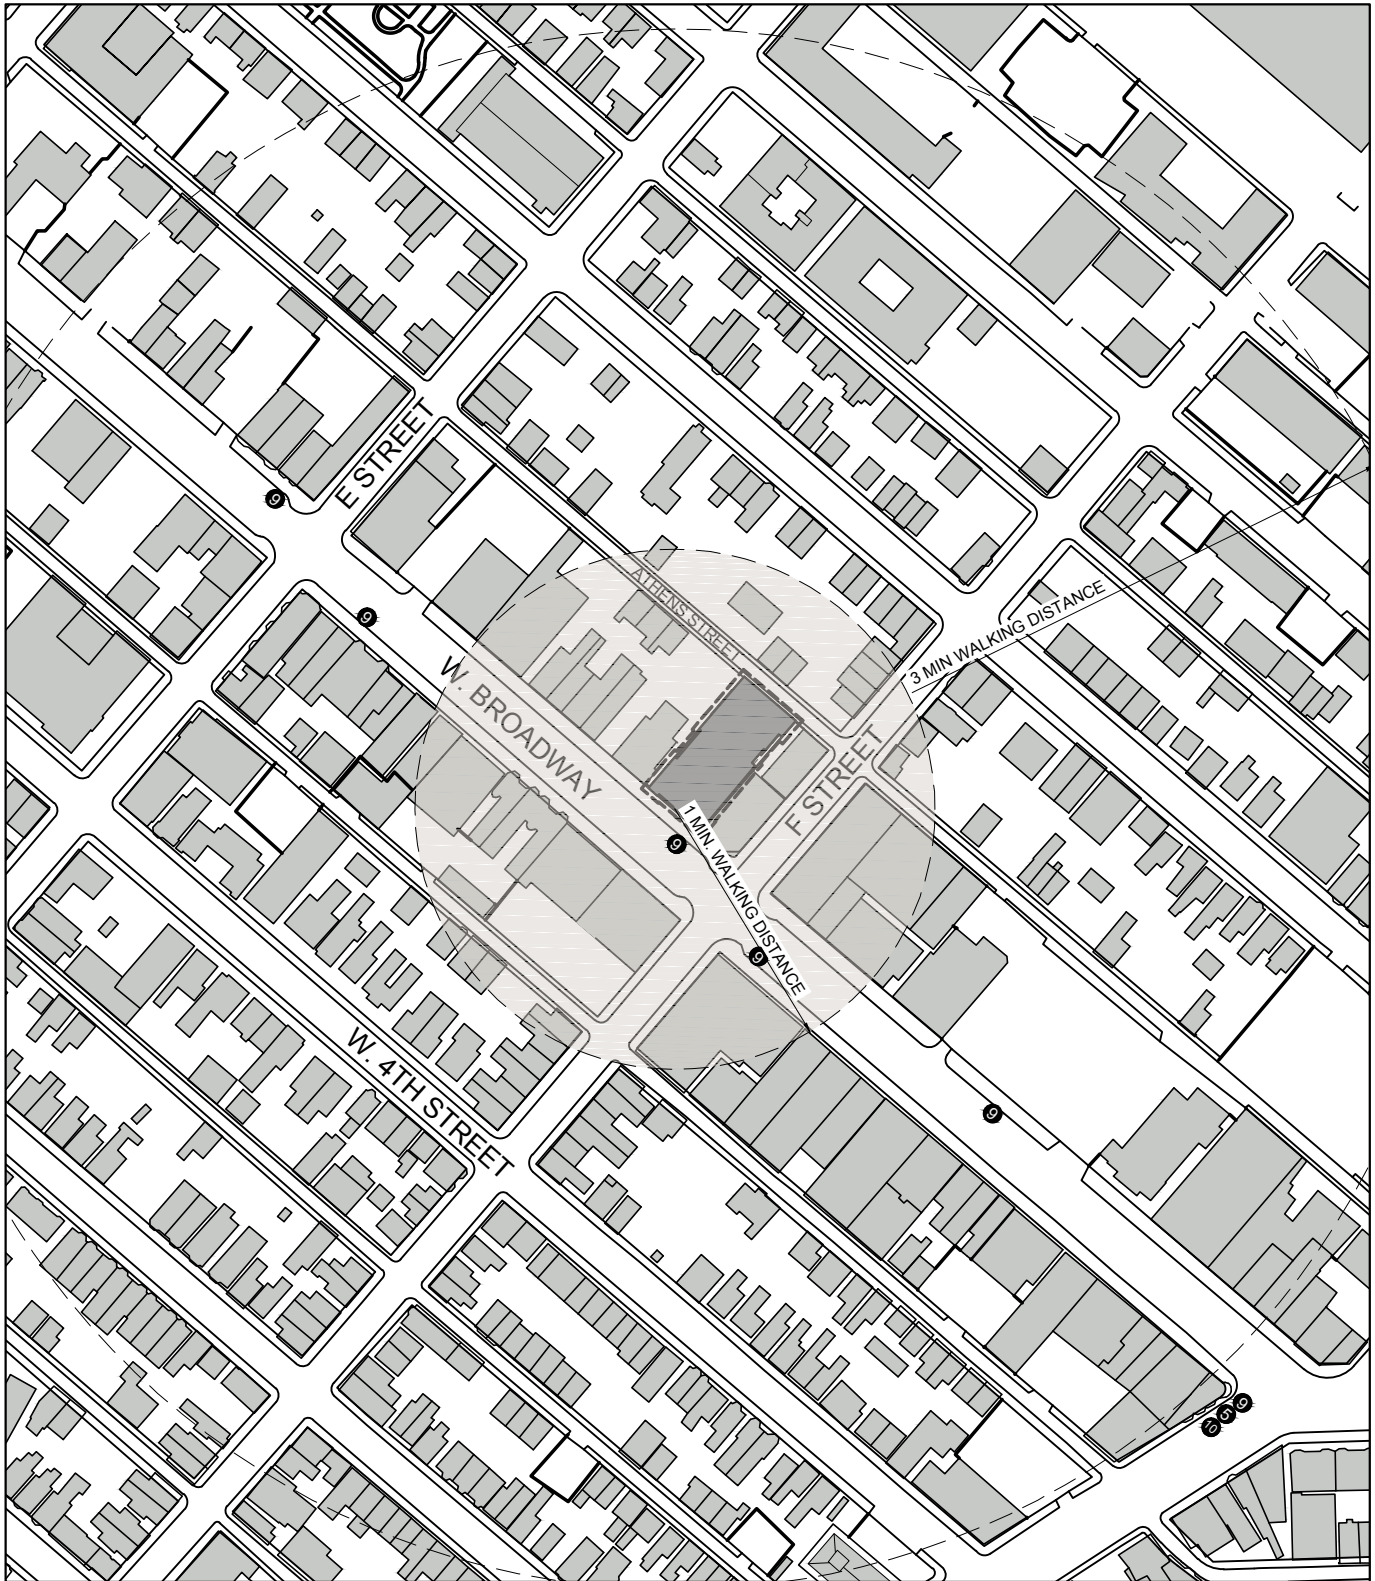 E STREET
9
9
ATHENS STREET
3 MIN WALKING DISTANCE
W. BROADWAY
F STREET
9
1 MIN. WALKING DISTANCE
9
W. 4TH STREET
9
9
5
10